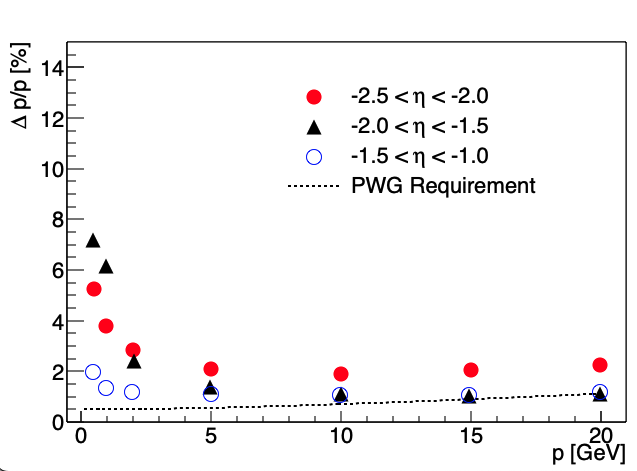 Δ p/p [%]
14
12
10
8
6
4
2
0
-2.5 < η < -2.0
-2.0 < η < -1.5
-1.5 < η < -1.0
PWG Requirement
0 5 10 15 20
p [GeV]